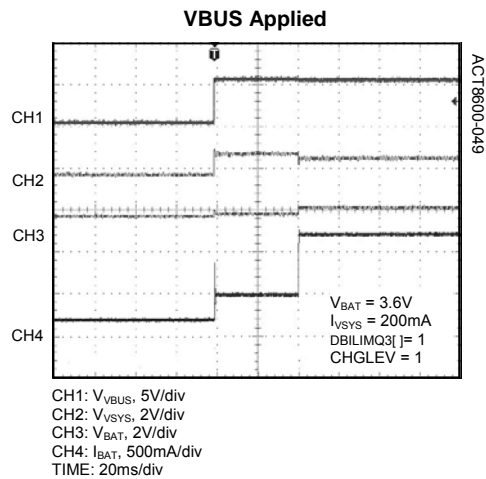 VBUS Applied
ACT8600-049
CH1
CH2
CH3
CH4
VBAT = 3.6V
IVSYS = 200mA
DBILIMQ3[ ]= 1
CHGLEV = 1
CH1: VVBUS, 5V/div
CH2: VVSYS, 2V/div
CH3: VBAT, 2V/div
CH4: IBAT, 500mA/div
TIME: 20ms/div